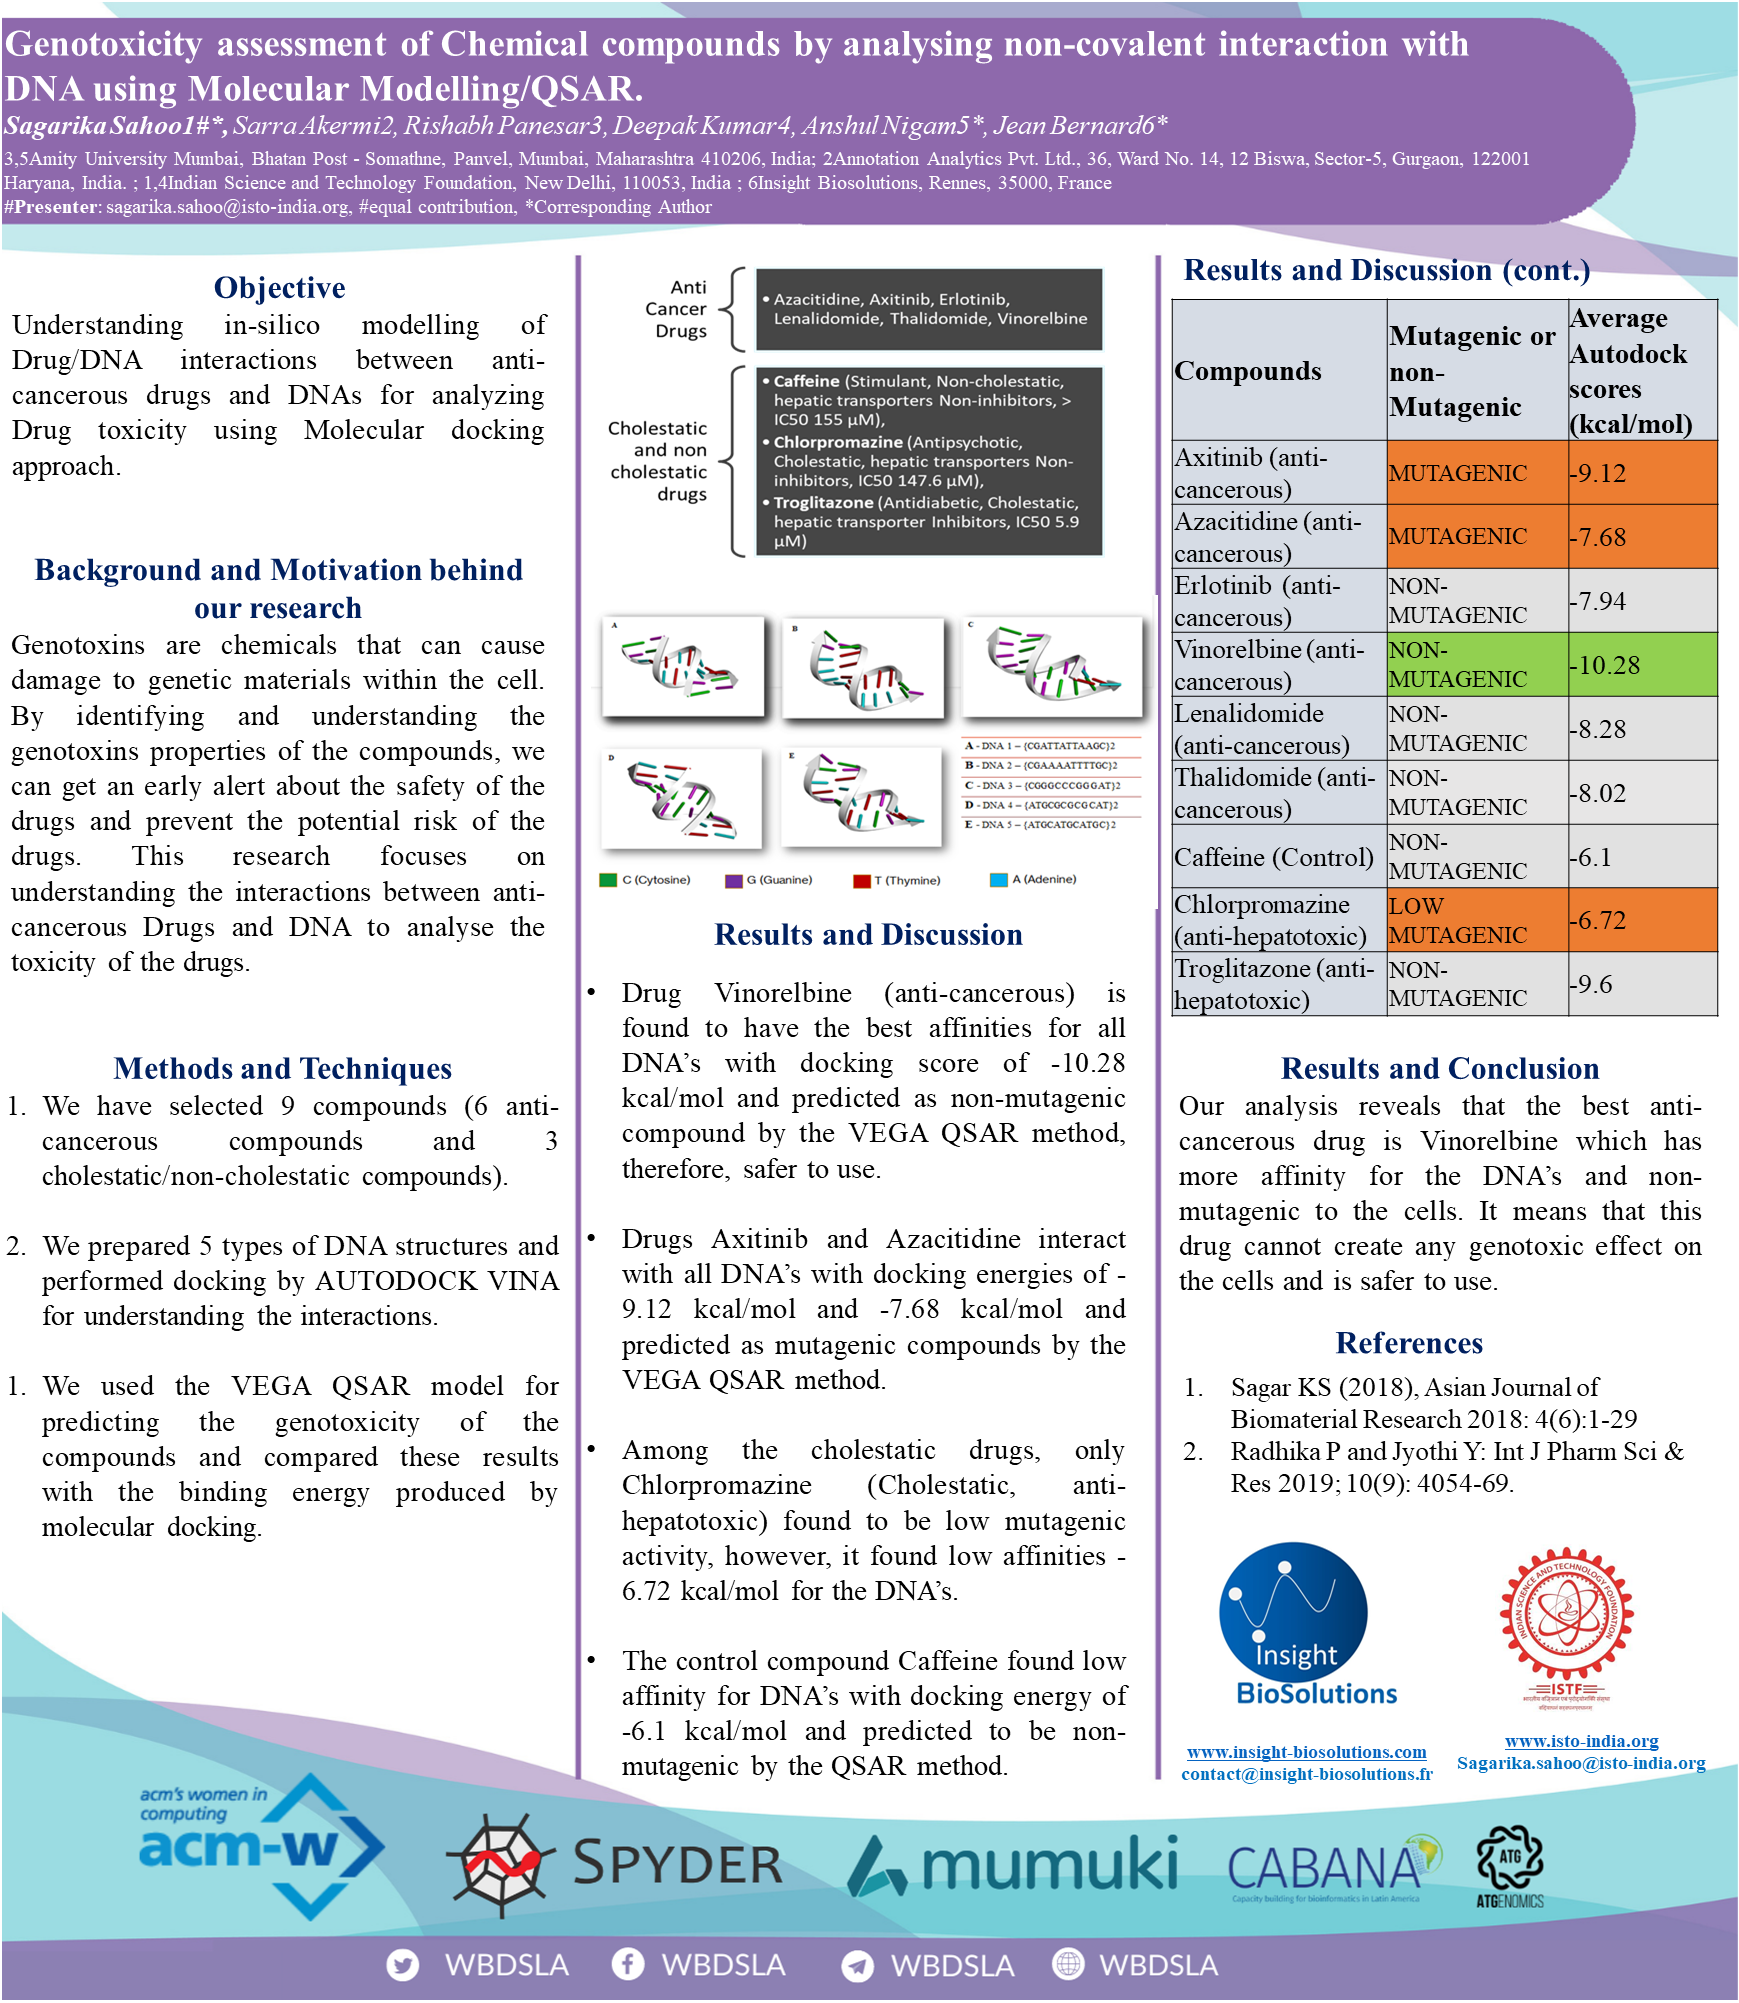 Genotoxicity assessment of Chemical compounds by analysing non-covalent interaction with
DNA using Molecular Modelling/QSAR.
Sagarika Sahoo1#*, Sarra Akermi2, Rishabh Panesar3, Deepak Kumar4, Anshul Nigam5*, Jean Bernard6*
3,5Amity University Mumbai, Bhatan Post - Somathne, Panvel, Mumbai, Maharashtra 410206, India; 2Annotation Analytics Pvt. Ltd., 36, Ward No. 14, 12 Biswa, Sector-5, Gurgaon, 122001
Haryana, India. ; 1,4Indian Science and Technology Foundation, New Delhi, 110053, India ; 6Insight Biosolutions, Rennes, 35000, France
#Presenter: sagarika.sahoo@isto-india.org, #equal contribution, *Corresponding Author
Objective
Understanding in-silico modelling of
Drug/DNA interactions between anti-
cancerous drugs and DNAs for analyzing
Drug toxicity using Molecular docking
approach.
Background and Motivation behind
our research
Genotoxins are chemicals that can cause
damage to genetic materials within the cell.
By identifying and understanding the
genotoxins properties of the compounds, we
can get an early alert about the safety of the
drugs and prevent the potential risk of the
drugs. This research focuses on
understanding the interactions between anti-
cancerous Drugs and DNA to analyse the
toxicity of the drugs.
Methods and Techniques
1. We have selected 9 compounds (6 anti-
cancerous compounds and 3
cholestatic/non-cholestatic compounds).
2. We prepared 5 types of DNA structures and
performed docking by AUTODOCK VINA
for understanding the interactions.
1. We used the VEGA QSAR model for
predicting the genotoxicity of the
compounds and compared these results
with the binding energy produced by
molecular docking.
Anti
Cancer
Drugs
• Azacitidine, Axitinib, Erlotinib,
Lenalidomide, Thalidomide, Vinorelbine
Cholestatic
and non
cholestatic
drugs
• Caffeine (Stimulant, Non-cholestatic,
hepatic transporters Non-inhibitors, >
IC50 155 µM),
• Chlorpromazine (Antipsychotic,
Cholestatic, hepatic transporters Non-
inhibitors, IC50 147.6 µM),
• Troglitazone (Antidiabetic, Cholestatic,
hepatic transporter Inhibitors, IC50 5.9
µM)
A
B
C
D
E
A - DNA 1 – {CGATTATTAAGC}2
B - DNA 2 – {CGAAAATTTTGC}2
C - DNA 3 – {CGGGCCCGGGAT}2
D - DNA 4 – {ATGCGCGCGCAT}2
E - DNA 5 – {ATGCATGCATGC}2
C (Cytosine) G (Guanine) T (Thymine) A (Adenine)
Results and Discussion
• Drug Vinorelbine (anti-cancerous) is
found to have the best affinities for all
DNA’s with docking score of -10.28
kcal/mol and predicted as non-mutagenic
compound by the VEGA QSAR method,
therefore, safer to use.
• Drugs Axitinib and Azacitidine interact
with all DNA’s with docking energies of -
9.12 kcal/mol and -7.68 kcal/mol and
predicted as mutagenic compounds by the
VEGA QSAR method.
• Among the cholestatic drugs, only
Chlorpromazine (Cholestatic, anti-
hepatotoxic) found to be low mutagenic
activity, however, it found low affinities -
6.72 kcal/mol for the DNA’s.
• The control compound Caffeine found low
affinity for DNA’s with docking energy of
-6.1 kcal/mol and predicted to be non-
mutagenic by the QSAR method.
Results and Discussion (cont.)
Compounds
Mutagenic or
non-
Mutagenic
Average
Autodock
scores
(kcal/mol)
Axitinib (anti-
cancerous)
MUTAGENIC
-9.12
Azacitidine (anti-
cancerous)
MUTAGENIC
-7.68
Erlotinib (anti-
cancerous)
NON-
MUTAGENIC
-7.94
Vinorelbine (anti-
cancerous)
NON-
MUTAGENIC
-10.28
Lenalidomide
(anti-cancerous)
NON-
MUTAGENIC
-8.28
Thalidomide (anti-
cancerous)
NON-
MUTAGENIC
-8.02
Caffeine (Control)
NON-
MUTAGENIC
-6.1
Chlorpromazine
(anti-hepatotoxic)
LOW
MUTAGENIC
-6.72
Troglitazone (anti-
hepatotoxic)
NON-
MUTAGENIC
-9.6
Results and Conclusion
Our analysis reveals that the best anti-
cancerous drug is Vinorelbine which has
more affinity for the DNA’s and non-
mutagenic to the cells. It means that this
drug cannot create any genotoxic effect on
the cells and is safer to use.
References
1. Sagar KS (2018), Asian Journal of
Biomaterial Research 2018: 4(6):1-29
2. Radhika P and Jyothi Y: Int J Pharm Sci &
Res 2019; 10(9): 4054-69.
Insight
BioSolutions
INDIAN SCIENCE AND TECHNOLOGY FOUNDATION
ISTF
www.insight-biosolutions.com
contact@insight-biosolutions.fr
www.isto-india.org
Sagarika.sahoo@isto-india.org
acm's women in
computing
acm-w
SPYDER
mumuki
CABANA
Capacity building for bioinformatics in Latin America
ATG
ATGENOMICS
WBDSLA WBDSLA WBDSLA WBDSLA